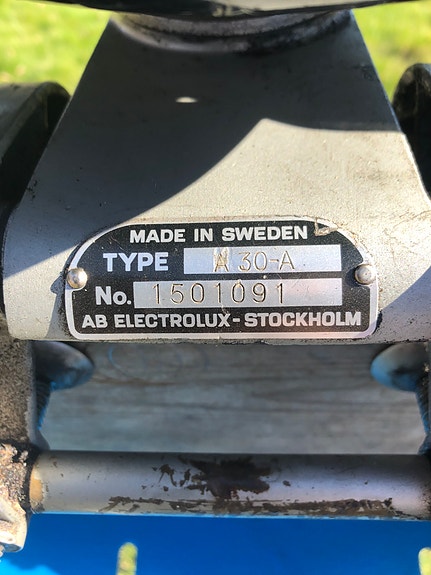 MADE IN SWEDEN
TYPE A 30-A
No. 1501091
AB ELECTROLUX-STOCKHOLM